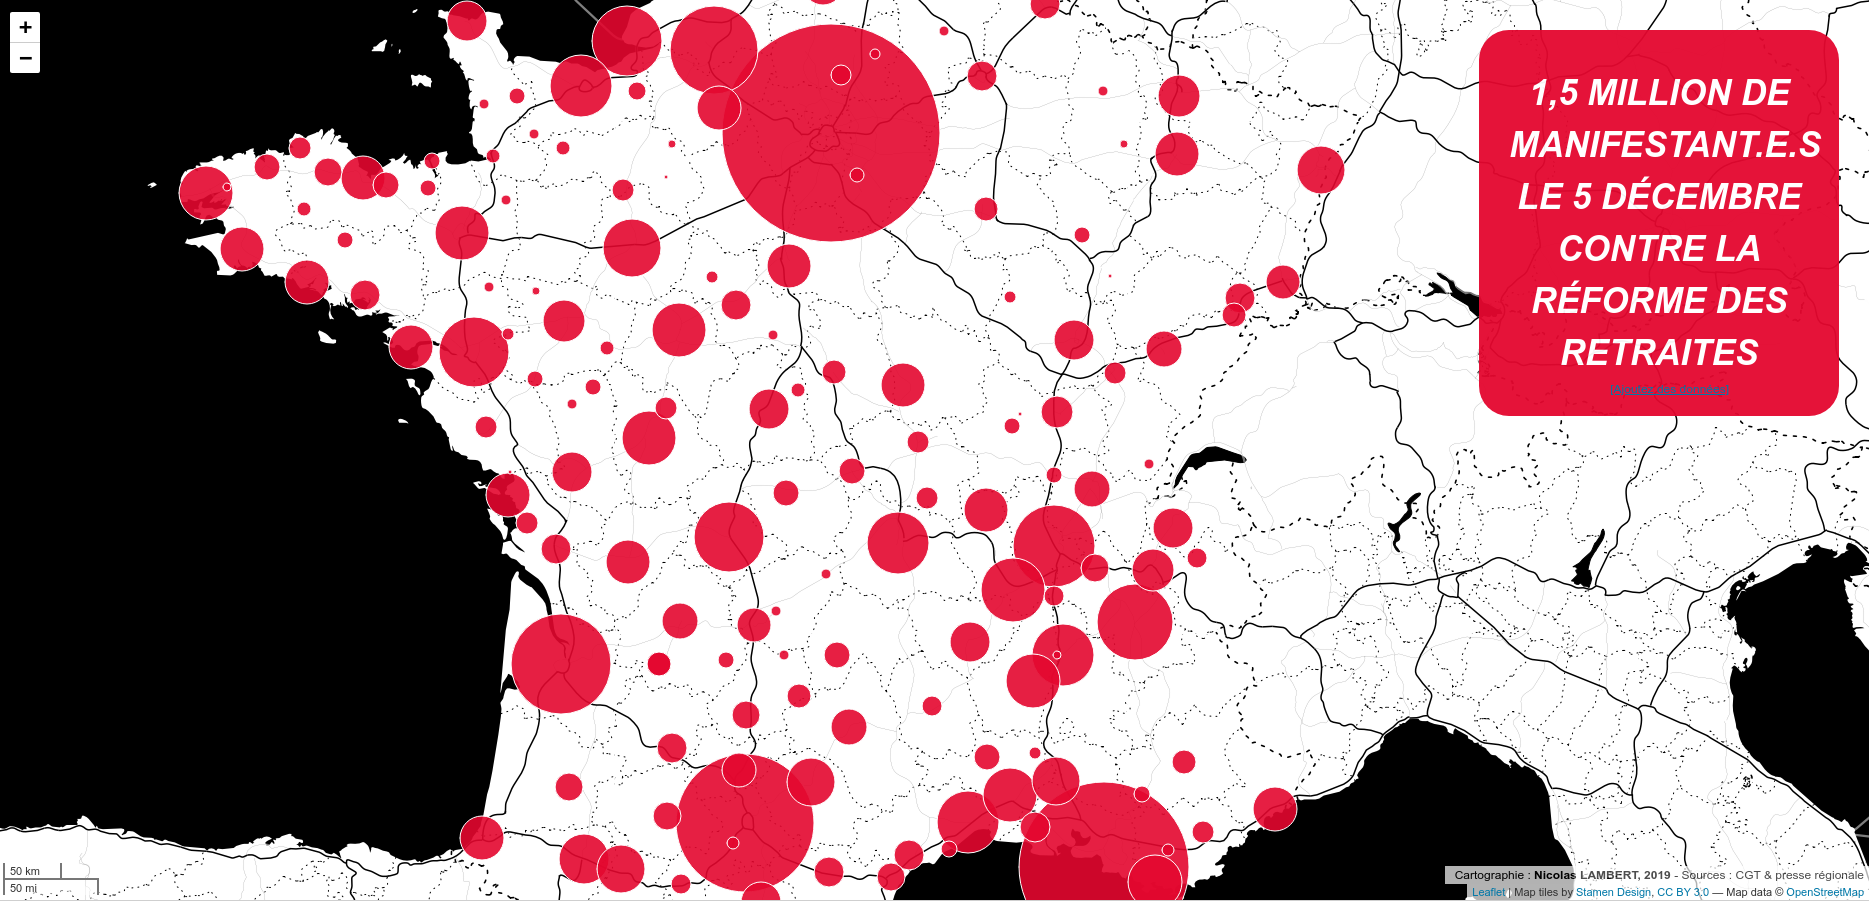 +
−
1,5 MILLION DE
MANIFESTANT.E.S
LE 5 DÉCEMBRE
CONTRE LA
RÉFORME DES
RETRAITES
50 km
50 mi
Cartographie : Nicolas LAMBERT, 2019 - Sources : CGT & presse régionale
Leaflet | Map tiles by Stamen Design, CC BY 3.0 — Map data © OpenStreetMap